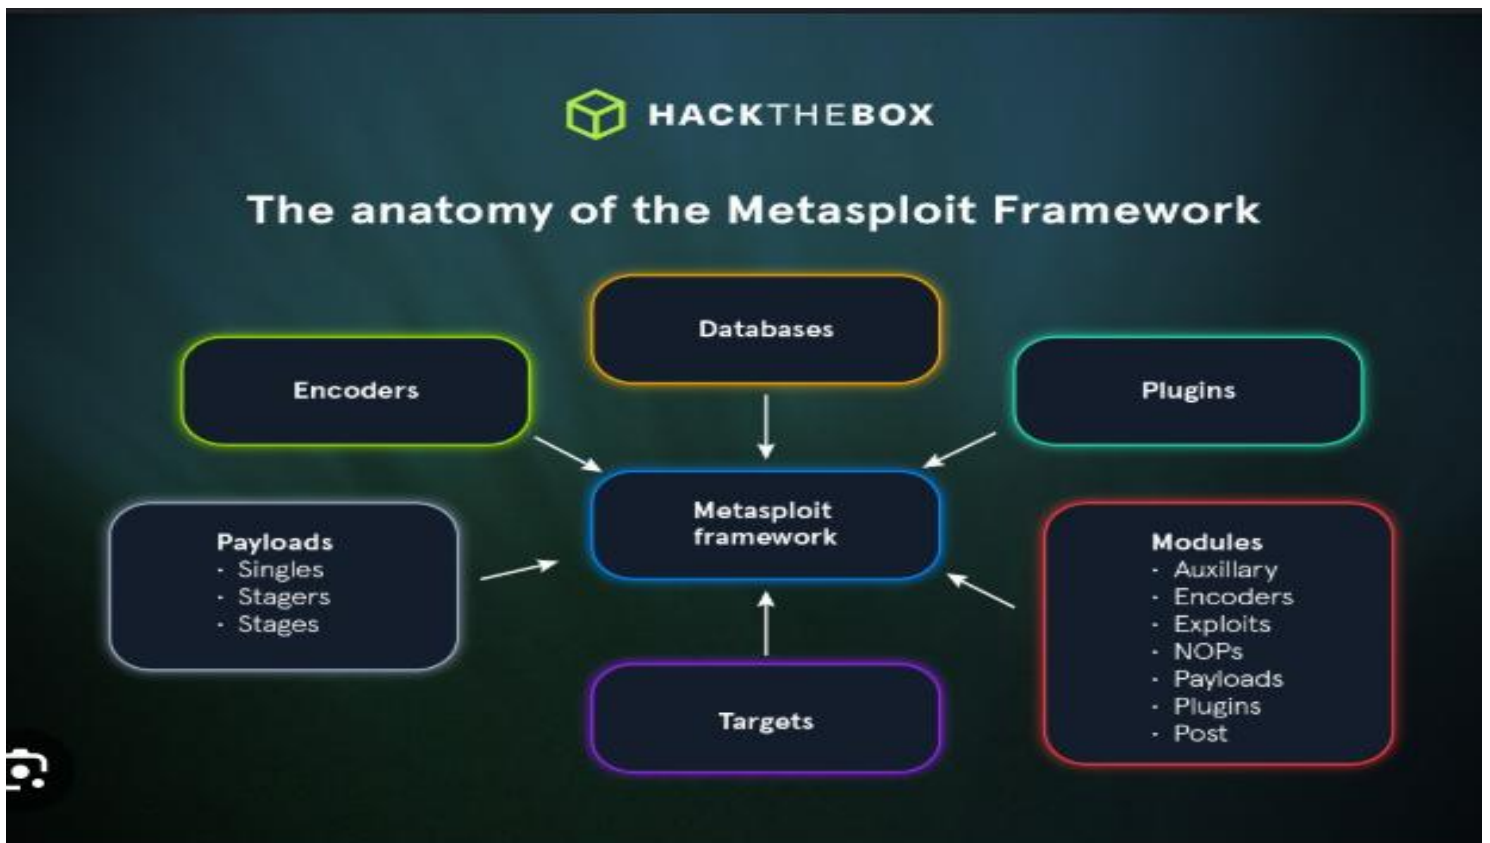 HACKTHEBOX
The anatomy of the Metasploit Framework
Databases
Encoders
Plugins
Metasploit
framework
Payloads
· Singles
· Stagers
· Stages
Modules
· Auxillary
· Encoders
· Exploits
· NOPs
· Payloads
· Plugins
· Post
Targets